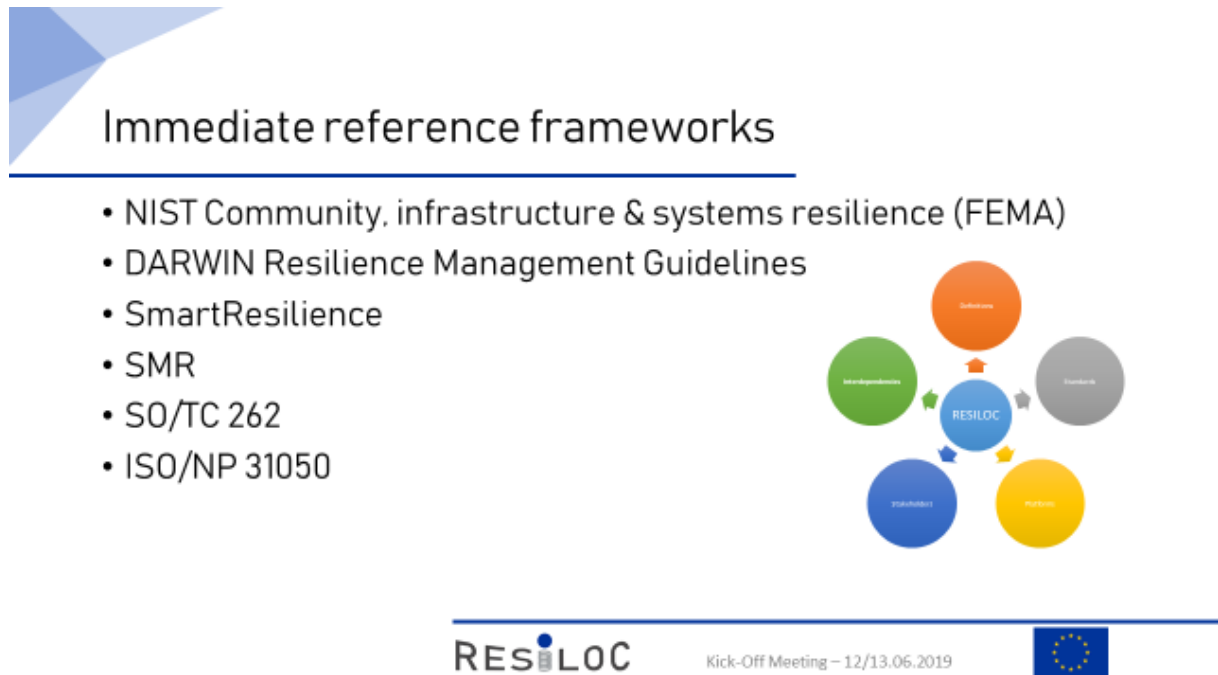 Immediate reference frameworks
• NIST Community, infrastructure & systems resilience (FEMA)
• DARWIN Resilience Management Guidelines
• SmartResilience
• SMR
• SO/TC 262
• ISO/NP 31050
Definitions
Interdependencies
Standards
RESILOC
Stakeholders
Platform
RESILOC
Kick-Off Meeting – 12/13.06.2019